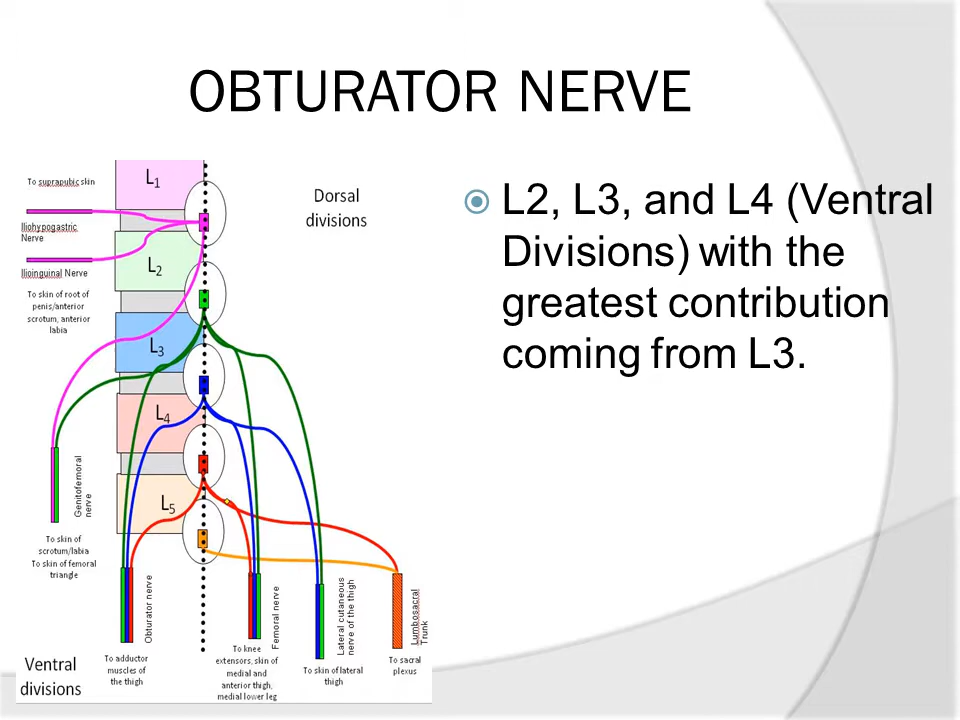 OBTURATOR NERVE
L1
To suprapubic skin
Dorsal
divisions
Iliohypogastric
Nerve
L2
Ilioinguinal Nerve
To skin of root of
penis/anterior
scrotum, anterior
labia
L3
L4
Genitofemoral
nerve
L5
To skin of
scrotum/labia
To skin of femoral
triangle
Obturator nerve
Femoral nerve
Lateral cutaneous
nerve of the thigh
Lumbosacral
Trunk
Ventral
divisions
To adductor
muscles of
the thigh
To knee
extensors, skin of
medial and
anterior thigh,
medial lower leg
To skin of lateral
thigh
To sacral
plexus
L2, L3, and L4 (Ventral
Divisions) with the
greatest contribution
coming from L3.